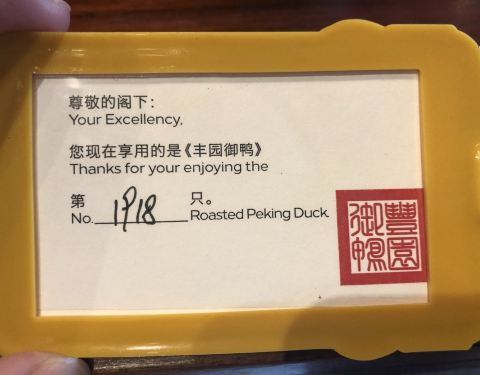 尊敬的阁下：
Your Excellency,
您现在享用的是《丰园御鸭》
Thanks for your enjoying the
第 只。
No. 1918 Roasted Peking Duck.
豐園
御鴨